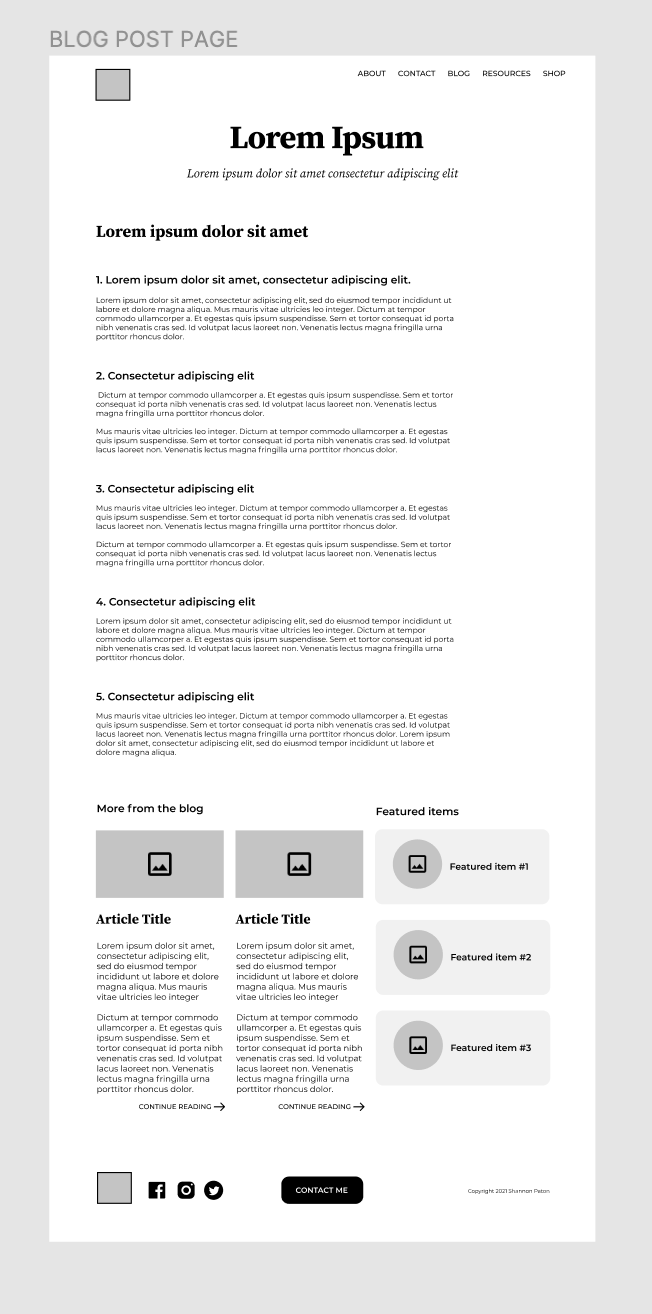 BLOG POST PAGE
ABOUT CONTACT BLOG RESOURCES SHOP
Lorem Ipsum
Lorem ipsum dolor sit amet consectetur adipiscing elit
Lorem ipsum dolor sit amet
1. Lorem ipsum dolor sit amet, consectetur adipiscing elit.
Lorem ipsum dolor sit amet, consectetur adipiscing elit, sed do eiusmod tempor incididunt ut
labore et dolore magna aliqua. Mus mauris vitae ultricies leo integer. Dictum at tempor
commodo ullamcorper a. Et egestas quis ipsum suspendisse. Sem et tortor consequat id porta
nibh venenatis cras sed. Id volutpat lacus laoreet non. Venenatis lectus magna fringilla urna
porttitor rhoncus dolor.
2. Consectetur adipiscing elit
Dictum at tempor commodo ullamcorper a. Et egestas quis ipsum suspendisse. Sem et tortor
consequat id porta nibh venenatis cras sed. Id volutpat lacus laoreet non. Venenatis lectus
magna fringilla urna porttitor rhoncus dolor.
Mus mauris vitae ultricies leo integer. Dictum at tempor commodo ullamcorper a. Et egestas
quis ipsum suspendisse. Sem et tortor consequat id porta nibh venenatis cras sed. Id volutpat
lacus laoreet non. Venenatis lectus magna fringilla urna porttitor rhoncus dolor.
3. Consectetur adipiscing elit
Mus mauris vitae ultricies leo integer. Dictum at tempor commodo ullamcorper a. Et egestas
quis ipsum suspendisse. Sem et tortor consequat id porta nibh venenatis cras sed. Id volutpat
lacus laoreet non. Venenatis lectus magna fringilla urna porttitor rhoncus dolor.
Dictum at tempor commodo ullamcorper a. Et egestas quis ipsum suspendisse. Sem et tortor
consequat id porta nibh venenatis cras sed. Id volutpat lacus laoreet non. Venenatis lectus
magna fringilla urna porttitor rhoncus dolor.
4. Consectetur adipiscing elit
Lorem ipsum dolor sit amet, consectetur adipiscing elit, sed do eiusmod tempor incididunt ut
labore et dolore magna aliqua. Mus mauris vitae ultricies leo integer. Dictum at tempor
commodo ullamcorper a. Et egestas quis ipsum suspendisse. Sem et tortor consequat id porta
nibh venenatis cras sed. Id volutpat lacus laoreet non. Venenatis lectus magna fringilla urna
porttitor rhoncus dolor.
5. Consectetur adipiscing elit
Mus mauris vitae ultricies leo integer. Dictum at tempor commodo ullamcorper a. Et egestas
quis ipsum suspendisse. Sem et tortor consequat id porta nibh venenatis cras sed. Id volutpat
lacus laoreet non. Venenatis lectus magna fringilla urna porttitor rhoncus dolor. Lorem ipsum
dolor sit amet, consectetur adipiscing elit, sed do eiusmod tempor incididunt ut labore et
dolore magna aliqua.
More from the blog
Article Title
Lorem ipsum dolor sit amet,
consectetur adipiscing elit,
sed do eiusmod tempor
incididunt ut labore et dolore
magna aliqua. Mus mauris
vitae ultricies leo integer
Dictum at tempor commodo
ullamcorper a. Et egestas quis
ipsum suspendisse. Sem et
tortor consequat id porta nibh
venenatis cras sed. Id volutpat
lacus laoreet non. Venenatis
lectus magna fringilla urna
porttitor rhoncus dolor.
CONTINUE READING
Article Title
Lorem ipsum dolor sit amet,
consectetur adipiscing elit,
sed do eiusmod tempor
incididunt ut labore et dolore
magna aliqua. Mus mauris
vitae ultricies leo integer
Dictum at tempor commodo
ullamcorper a. Et egestas quis
ipsum suspendisse. Sem et
tortor consequat id porta nibh
venenatis cras sed. Id volutpat
lacus laoreet non. Venenatis
lectus magna fringilla urna
porttitor rhoncus dolor.
CONTINUE READING
Featured items
Featured item #1
Featured item #2
Featured item #3
CONTACT ME
Copyright 2021 Shannon Paton